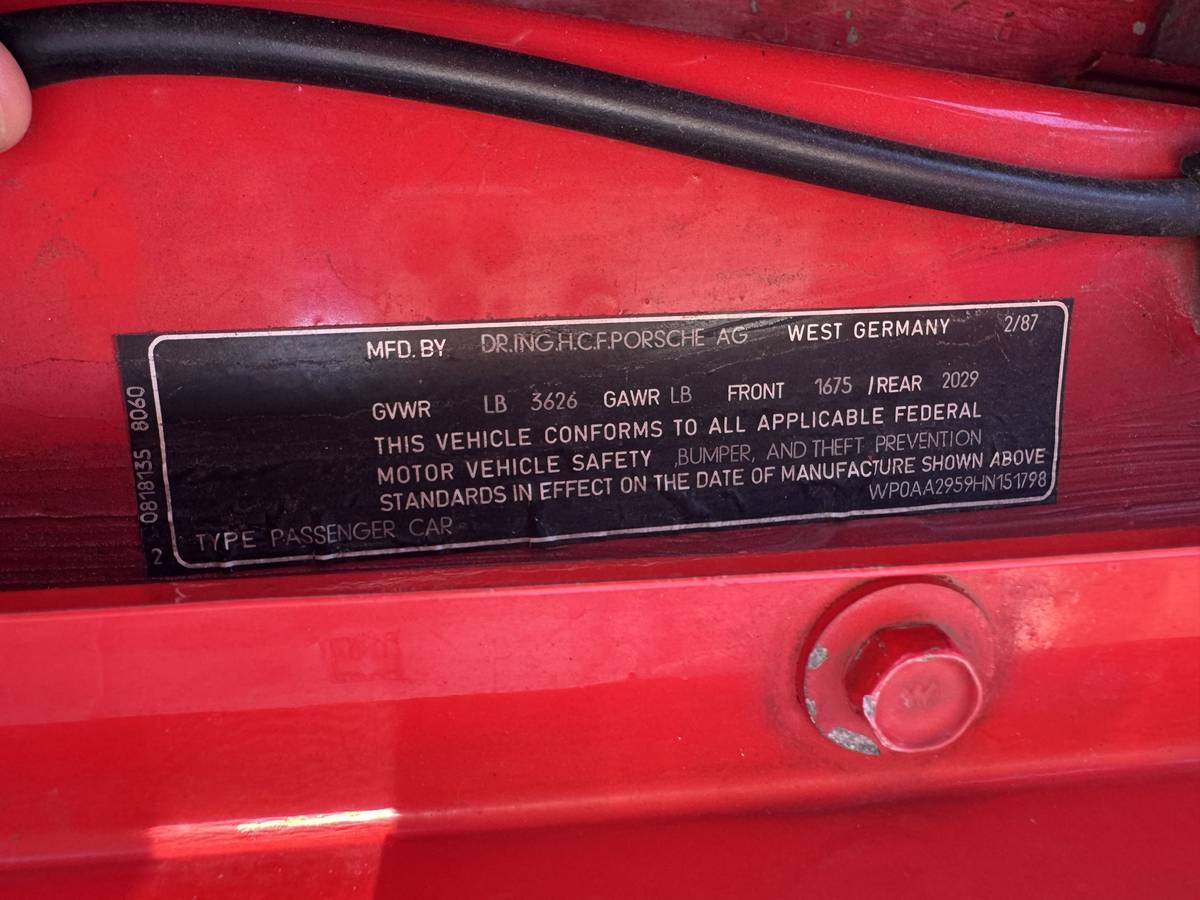 MFD. BY DR.ING.H.C.F.PORSCHE AG WEST GERMANY 2/87
GVWR LB 3626 GAWR LB FRONT 1675 /REAR 2029
THIS VEHICLE CONFORMS TO ALL APPLICABLE FEDERAL
MOTOR VEHICLE SAFETY ,BUMPER, AND THEFT PREVENTION
STANDARDS IN EFFECT ON THE DATE OF MANUFACTURE SHOWN ABOVE
WP0AA2959HN151798
TYPE PASSENGER CAR
2 0818135 8060